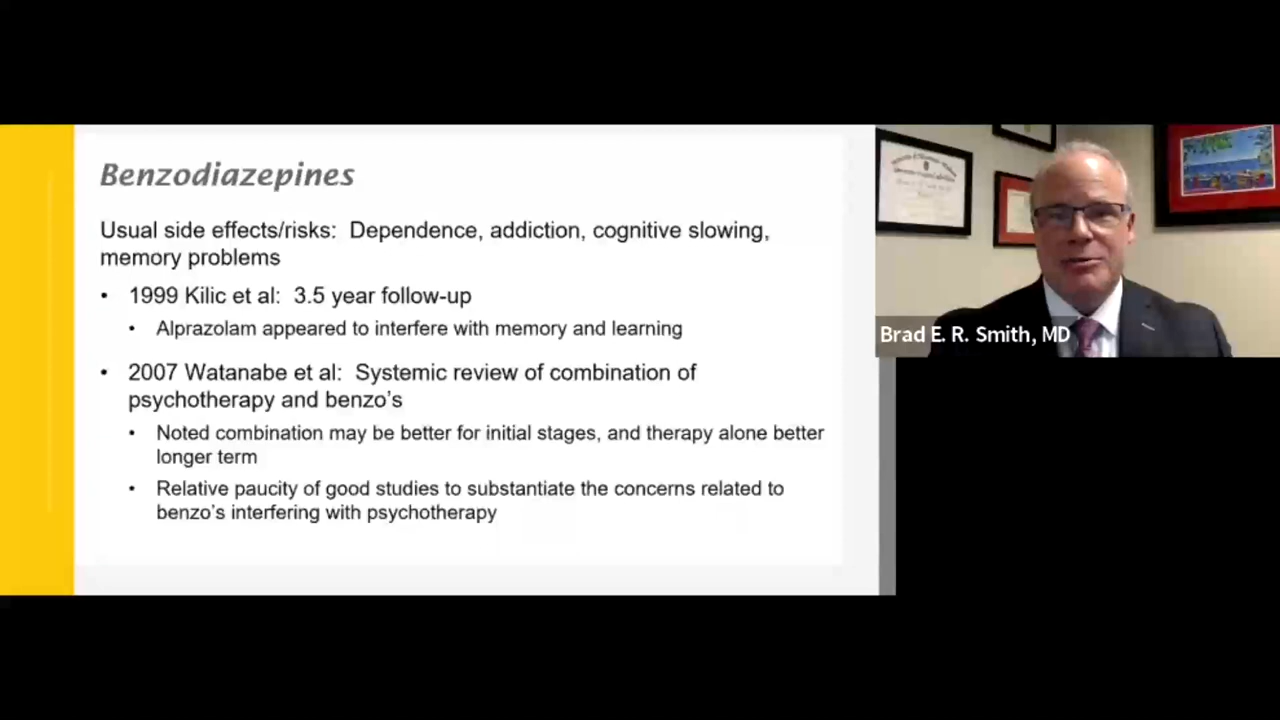 Benzodiazepines
Usual side effects/risks:  Dependence, addiction, cognitive slowing,
memory problems
• 1999 Kilic et al:  3.5 year follow-up
• Alprazolam appeared to interfere with memory and learning
• 2007 Watanabe et al:  Systemic review of combination of
psychotherapy and benzo’s
• Noted combination may be better for initial stages, and therapy alone better
longer term
• Relative paucity of good studies to substantiate the concerns related to
benzo’s interfering with psychotherapy
Brad E. R. Smith, MD